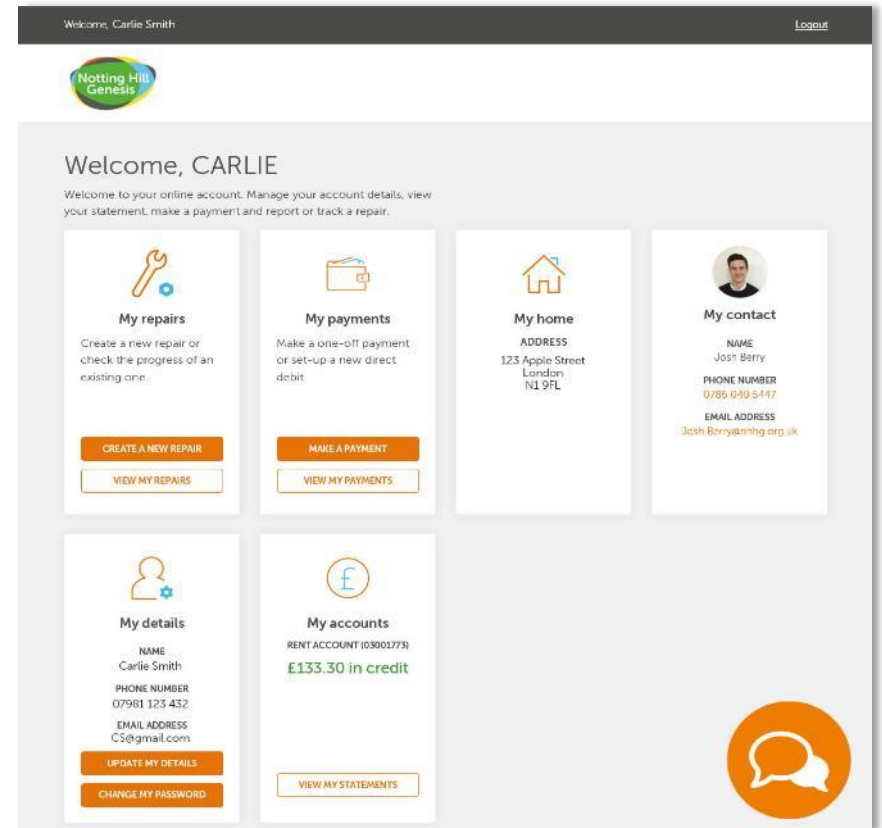 Welcome, Carlie Smith
Logout
Notting Hill
Genesis
Welcome, CARLIE
Welcome to your online account. Manage your account details, view
your statement, make a payment and report or track a repair.
My repairs
Create a new repair or
check the progress of an
existing one
CREATE A NEW REPAIR
VIEW MY REPAIRS
My payments
Make a one-off payment
or set-up a new direct
debit
MAKE A PAYMENT
VIEW MY PAYMENTS
My home
ADDRESS
123 Apple Street
London
N1 9FL
My contact
NAME
Josh Berry
PHONE NUMBER
0786 040 5447
EMAIL ADDRESS
Josh Berry@nhhg.org.uk
My details
NAME
Carlie Smith
PHONE NUMBER
07981 123 432
EMAIL ADDRESS
CS@gmail.com
UPDATE MY DETAILS
CHANGE MY PASSWORD
My accounts
RENT ACCOUNT (03001773)
£133.30 in credit
VIEW MY STATEMENTS